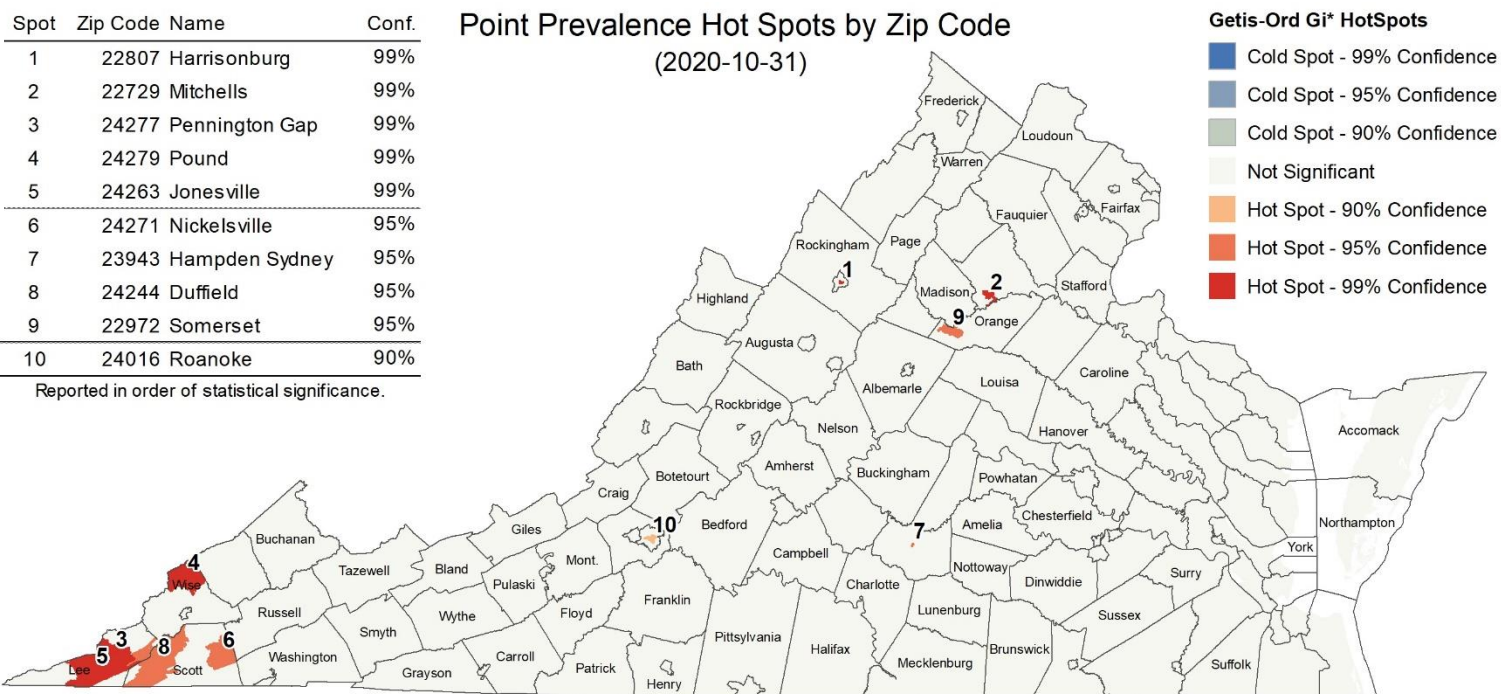 Spot Zip Code Name Conf.
1 22807 Harrisonburg 99%
2 22729 Mitchells 99%
3 24277 Pennington Gap 99%
4 24279 Pound 99%
5 24263 Jonesville 99%
6 24271 Nickelsville 95%
7 23943 Hampden Sydney 95%
8 24244 Duffield 95%
9 22972 Somerset 95%
10 24016 Roanoke 90%
Reported in order of statistical significance.
Point Prevalence Hot Spots by Zip Code
(2020-10-31)
Getis-Ord Gi* HotSpots
Cold Spot - 99% Confidence
Cold Spot - 95% Confidence
Cold Spot - 90% Confidence
Not Significant
Hot Spot - 90% Confidence
Hot Spot - 95% Confidence
Hot Spot - 99% Confidence
Frederick
Loudoun
Warren
Fauquier
Fairfax
Rockingham
Page
1
2
Madison
Stafford
Highland
9
Orange
Augusta
Bath
Albemarle
Louisa
Caroline
Rockbridge
Nelson
Hanover
Accomack
Botetourt
Amherst
Buckingham
Powhatan
Craig
10
Bedford
Giles
7
Amelia
Chesterfield
Northampton
Buchanan
Campbell
York
4
Wise
Tazewell
Bland
Mont.
Pulaski
Charlotte
Nottoway
Dinwiddie
Surry
Russell
Wythe
Floyd
Franklin
Lunenburg
Sussex
3
8
6
Smyth
Pittsylvania
Halifax
Brunswick
5
Lee
Scott
Washington
Grayson
Carroll
Patrick
Henry
Mecklenburg
Suffolk